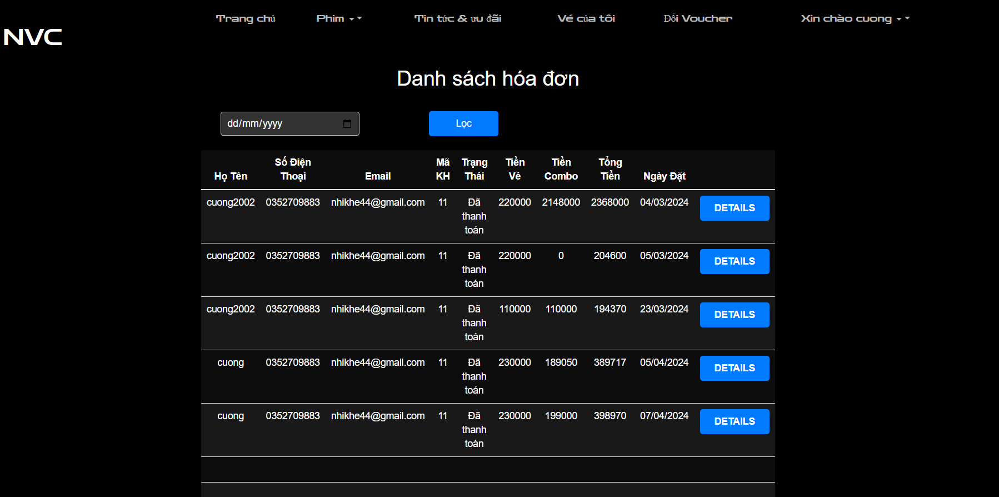 Trang chủ Phim Tin tức & ưu đãi Vé của tôi Đổi Voucher Xin chào cuong
NVC
Danh sách hóa đơn
dd/mm/yyyy Lọc
Họ Tên Số Điện Thoại Email Mã KH Trạng Thái Tiền Vé Tiền Combo Tổng Tiền Ngày Đặt
cuong2002 0352709883 nhikhe44@gmail.com 11 Đã thanh toán 220000 2148000 2368000 04/03/2024 DETAILS
cuong2002 0352709883 nhikhe44@gmail.com 11 Đã thanh toán 220000 0 204600 05/03/2024 DETAILS
cuong2002 0352709883 nhikhe44@gmail.com 11 Đã thanh toán 110000 110000 194370 23/03/2024 DETAILS
cuong 0352709883 nhikhe44@gmail.com 11 Đã thanh toán 230000 189050 389717 05/04/2024 DETAILS
cuong 0352709883 nhikhe44@gmail.com 11 Đã thanh toán 230000 199000 398970 07/04/2024 DETAILS